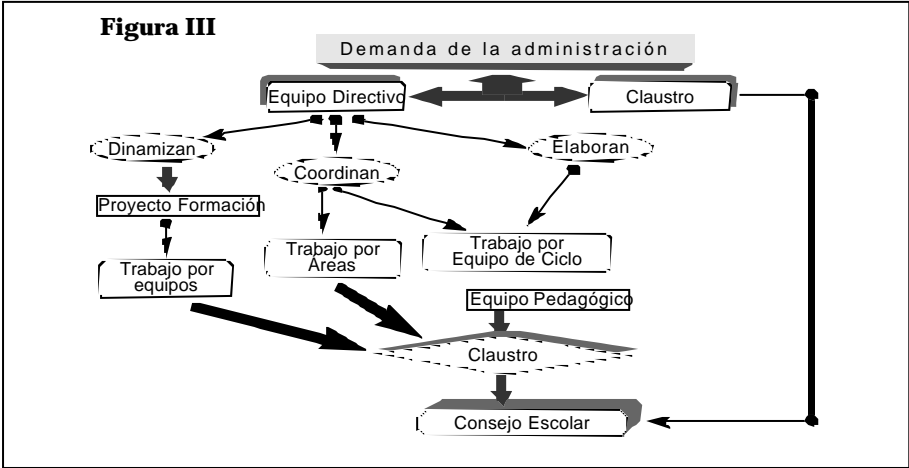 Figura III
Demanda de la administración
Equipo Directivo
Claustro
Dinamizan
Coordinan
Elaboran
Proyecto Formación
Trabajo por
equipos
Trabajo por
Áreas
Trabajo por
Equipo de Ciclo
Equipo Pedagógico
Claustro
Consejo Escolar